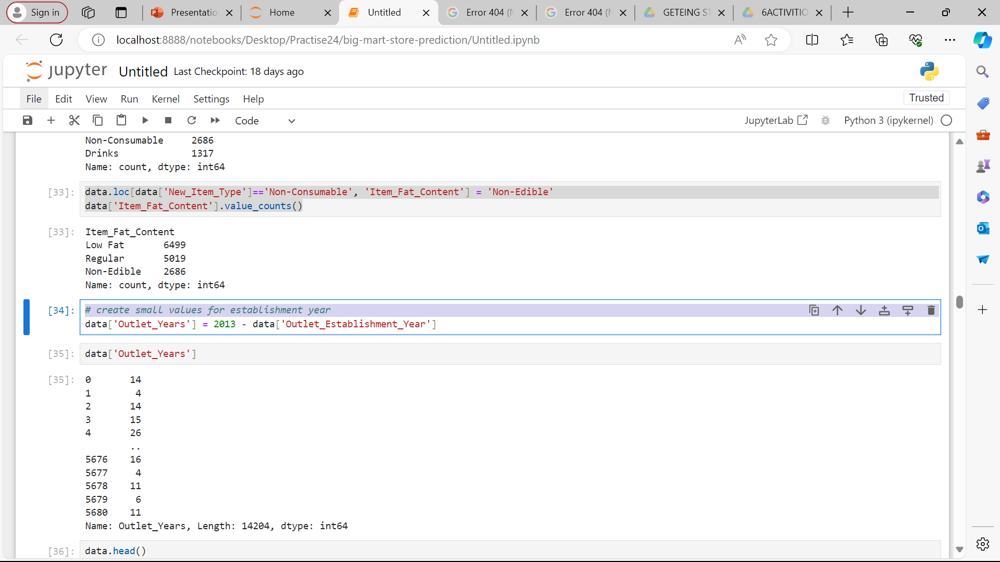 Sign in
Presentatio
Home
Untitled
Error 404 (N
Error 404 (N
GETEING ST
6ACTIVITIO
localhost:8888/notebooks/Desktop/Practise24/big-mart-store-prediction/Untitled.ipynb
jupyter Untitled Last Checkpoint: 18 days ago
File Edit View Run Kernel Settings Help
Trusted
Code
JupyterLab
Python 3 (ipykernel)
Non-Consumable     2686
Drinks             1317
Name: count, dtype: int64
[33]: data.loc[data['New_Item_Type']=='Non-Consumable', 'Item_Fat_Content'] = 'Non-Edible'
data['Item_Fat_Content'].value_counts()
[33]: Item_Fat_Content
Low Fat       6499
Regular       5019
Non-Edible    2686
Name: count, dtype: int64
[34]: # create small values for establishment year
data['Outlet_Years'] = 2013 - data['Outlet_Establishment_Year']
[35]: data['Outlet_Years']
[35]: 0       14
1        4
2       14
3       15
4       26
..
5676    16
5677     4
5678    11
5679     6
5680    11
Name: Outlet_Years, Length: 14204, dtype: int64
[36]: data.head()